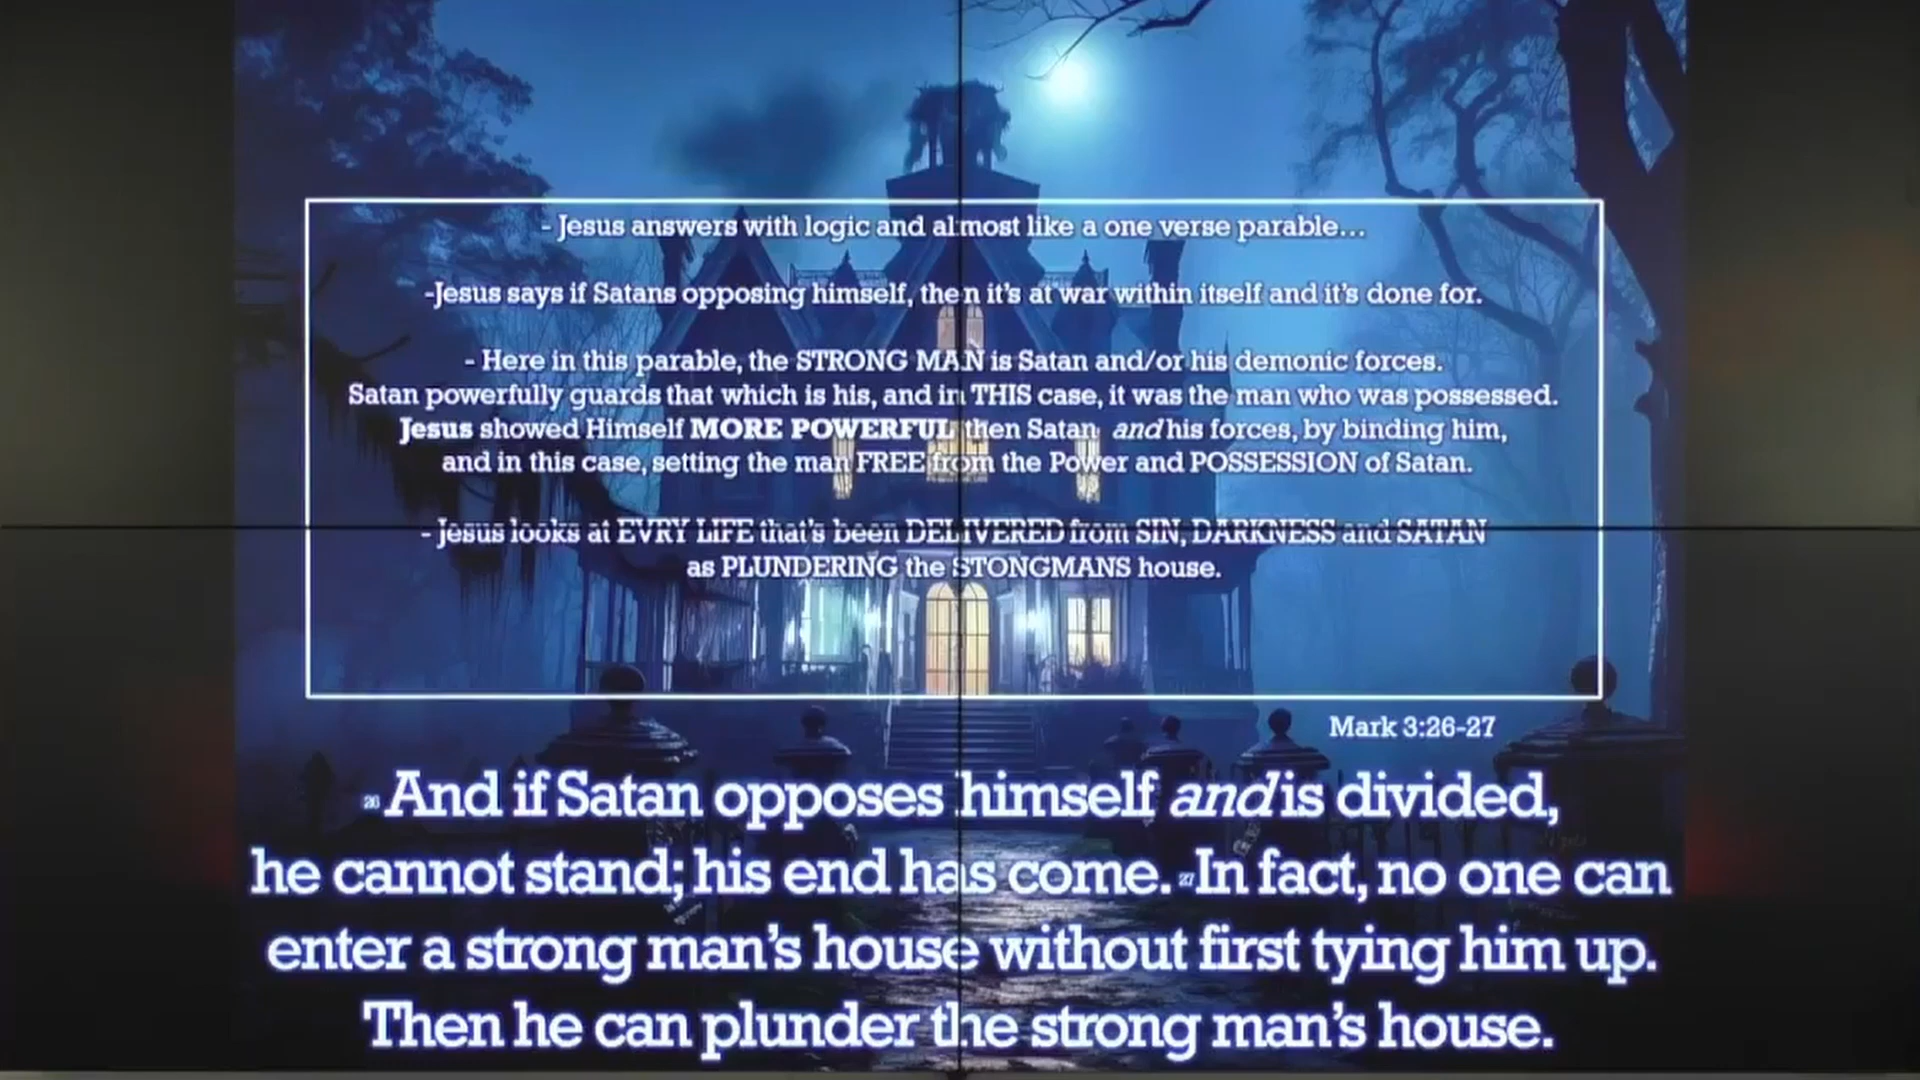 - Jesus answers with logic and almost like a one verse parable...
-Jesus says if Satans opposing himself, then it's at war within itself and it's done for.
- Here in this parable, the STRONG MAN is Satan and/or his demonic forces.
Satan powerfully guards that which is his, and in THIS case, it was the man who was possessed.
Jesus showed Himself MORE POWERFUL then Satan and his forces, by binding him,
and in this case, setting the man FREE from the Power and POSSESSION of Satan.
- Jesus looks at EVRY LIFE that's been DELIVERED from SIN, DARKNESS and SATAN
as PLUNDERING the STONGMANS house.
Mark 3:26-27
26 And if Satan opposes himself and is divided,
he cannot stand; his end has come. 27 In fact, no one can
enter a strong man's house without first tying him up.
Then he can plunder the strong man's house.